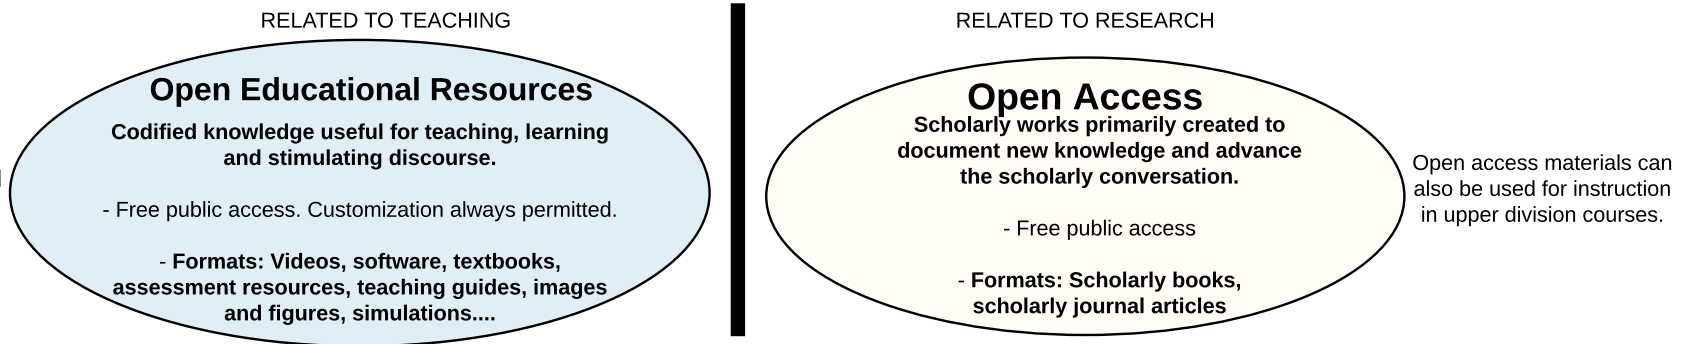 RELATED TO TEACHING
Open Educational Resources
Codified knowledge useful for teaching, learning
and stimulating discourse.
- Free public access. Customization always permitted.
- Formats: Videos, software, textbooks,
assessment resources, teaching guides, images
and figures, simulations....
RELATED TO RESEARCH
Open Access
Scholarly works primarily created to
document new knowledge and advance
the scholarly conversation.
- Free public access
- Formats: Scholarly books,
scholarly journal articles
Open access materials can
also be used for instruction
in upper division courses.